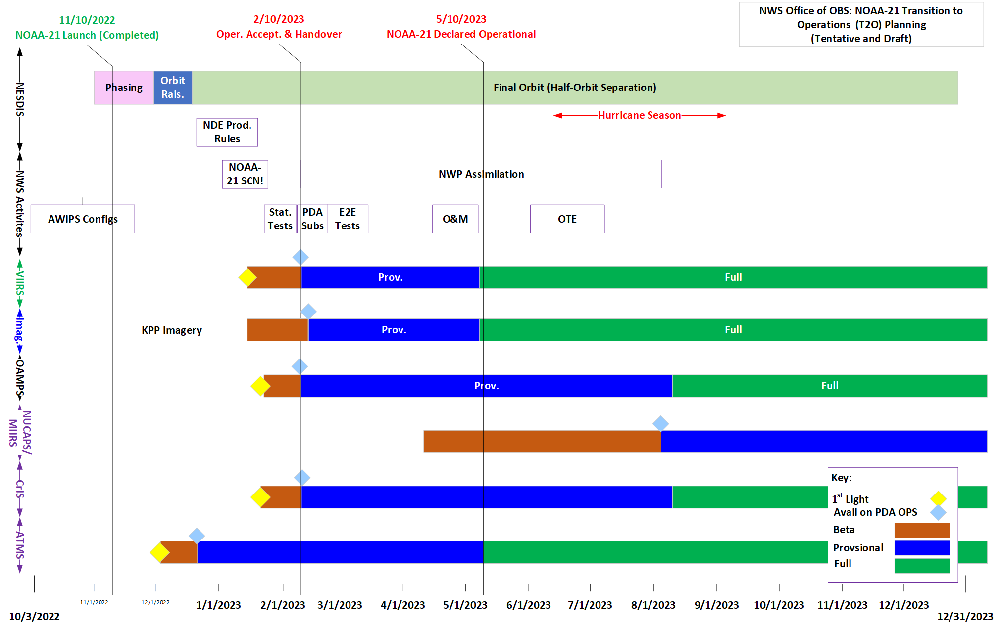 11/10/2022
NOAA-21 Launch (Completed)
2/10/2023
Oper. Accept. & Handover
5/10/2023
NOAA-21 Declared Operational
NWS Office of OBS: NOAA-21 Transition to
Operations (T2O) Planning
(Tentative and Draft)
NESDIS
Phasing
Orbit
Rais.
Final Orbit (Half-Orbit Separation)
Hurricane Season
NDE Prod.
Rules
NWS Activites
NOAA-
21 SCN!
NWP Assimilation
AWIPS Configs
Stat.
Tests
PDA
Subs
E2E
Tests
O&M
OTE
VIIRS
Prov.
Full
Imag.
KPP Imagery
Prov.
Full
OAMPS
Prov.
Full
NUCAPS/
MIIRS
CrIS
ATMS
Key:
1st Light
Avail on PDA OPS
Beta
Provsional
Full
10/3/2022
11/1/2022
12/1/2022
1/1/2023
2/1/2023
3/1/2023
4/1/2023
5/1/2023
6/1/2023
7/1/2023
8/1/2023
9/1/2023
10/1/2023
11/1/2023
12/1/2023
12/31/2023